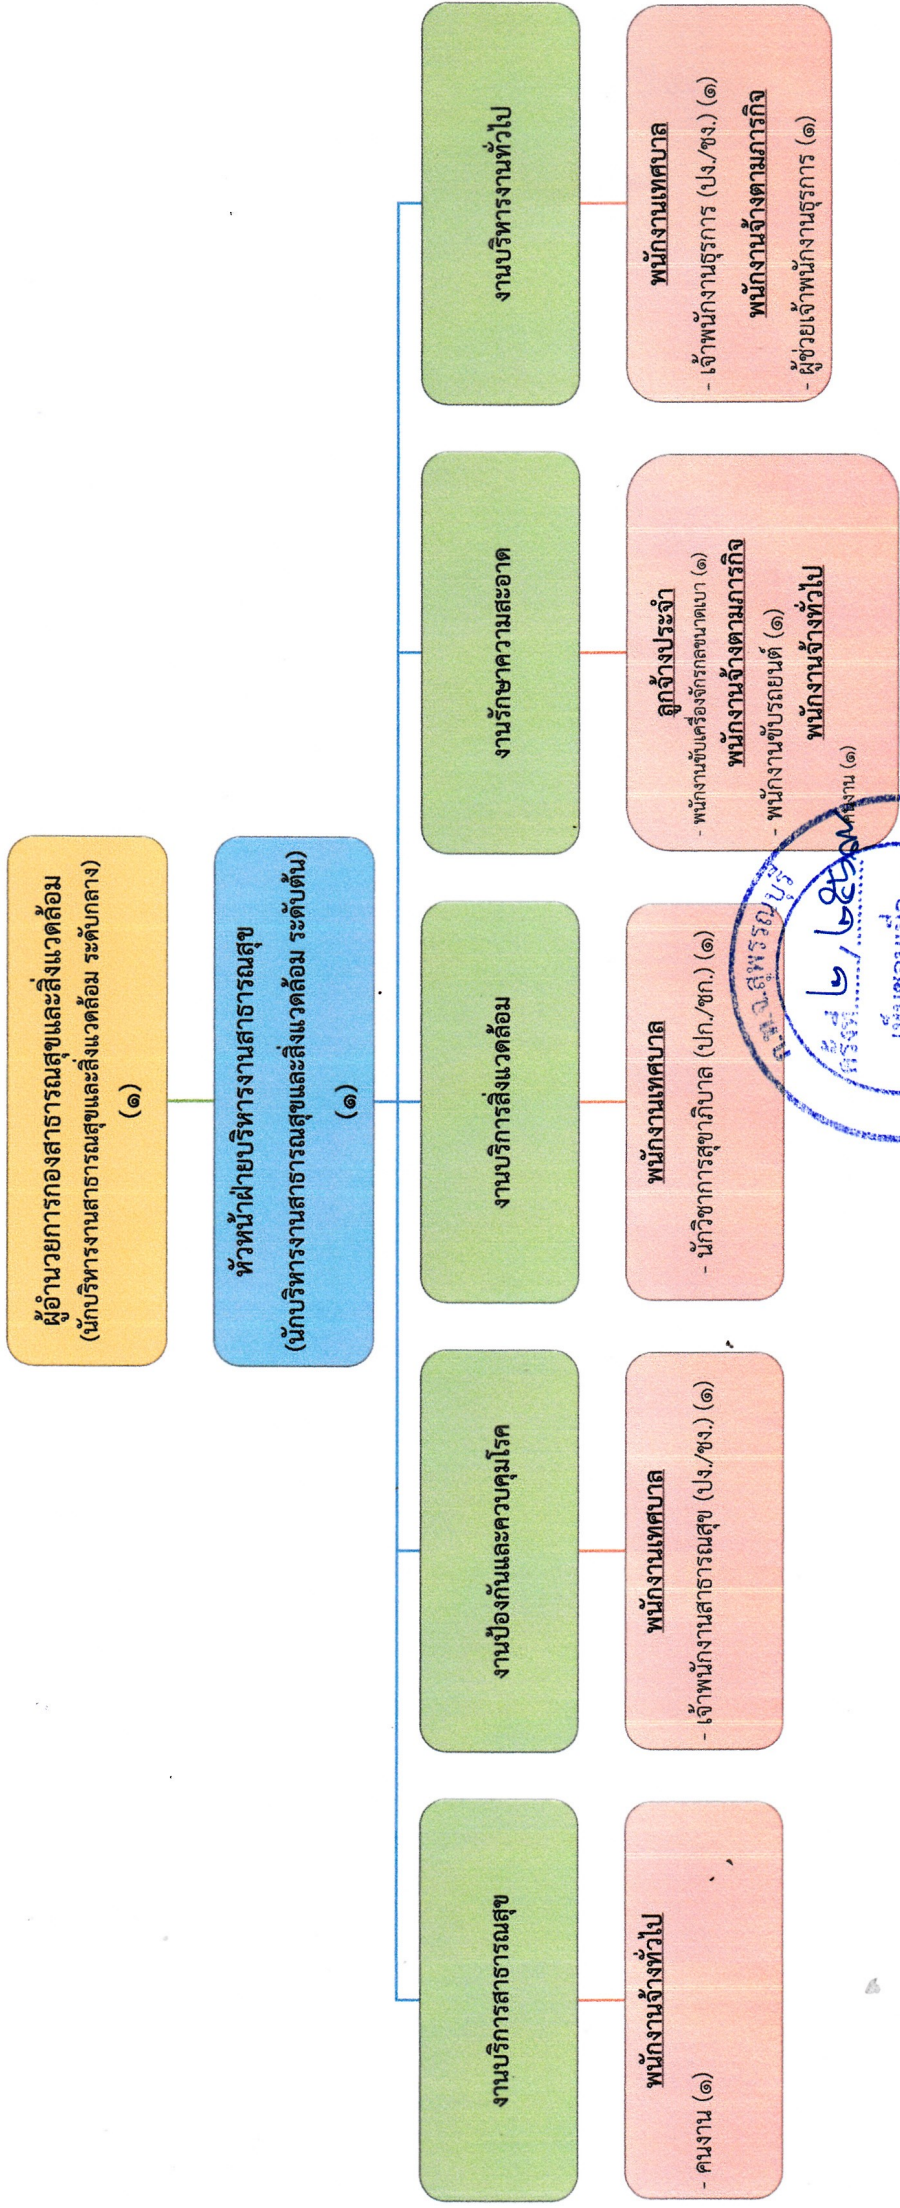 ผู้อำนวยการกองสาธารณสุขและสิ่งแวดล้อม
(นักบริหารงานสาธารณสุขและสิ่งแวดล้อม ระดับกลาง)
(๑)
หัวหน้าฝ่ายบริหารงานสาธารณสุข
(นักบริหารงานสาธารณสุขและสิ่งแวดล้อม ระดับต้น)
(๑)
งานบริการสาธารณสุข
พนักงานจ้างทั่วไป
- คนงาน (๑)
งานป้องกันและควบคุมโรค
พนักงานเทศบาล
- เจ้าพนักงานสาธารณสุข (ปง./ชง.) (๑)
งานบริการสิ่งแวดล้อม
พนักงานเทศบาล
- นักวิชาการสุขาภิบาล (ปก./ชก.) (๑)
งานรักษาความสะอาด
ลูกจ้างประจำ
- พนักงานขับเครื่องจักรกลขนาดเบา (๑)
พนักงานจ้างตามภารกิจ
- พนักงานขับรถยนต์ (๑)
พนักงานจ้างทั่วไป
คนงาน (๑)
งานบริหารงานทั่วไป
พนักงานเทศบาล
- เจ้าพนักงานธุรการ (ปง./ชง.) (๑)
พนักงานจ้างตามภารกิจ
- ผู้ช่วยเจ้าพนักงานธุรการ (๑)
ก.ท.จ.สุพรรณบุรี
ครั้งที่ ๒ /